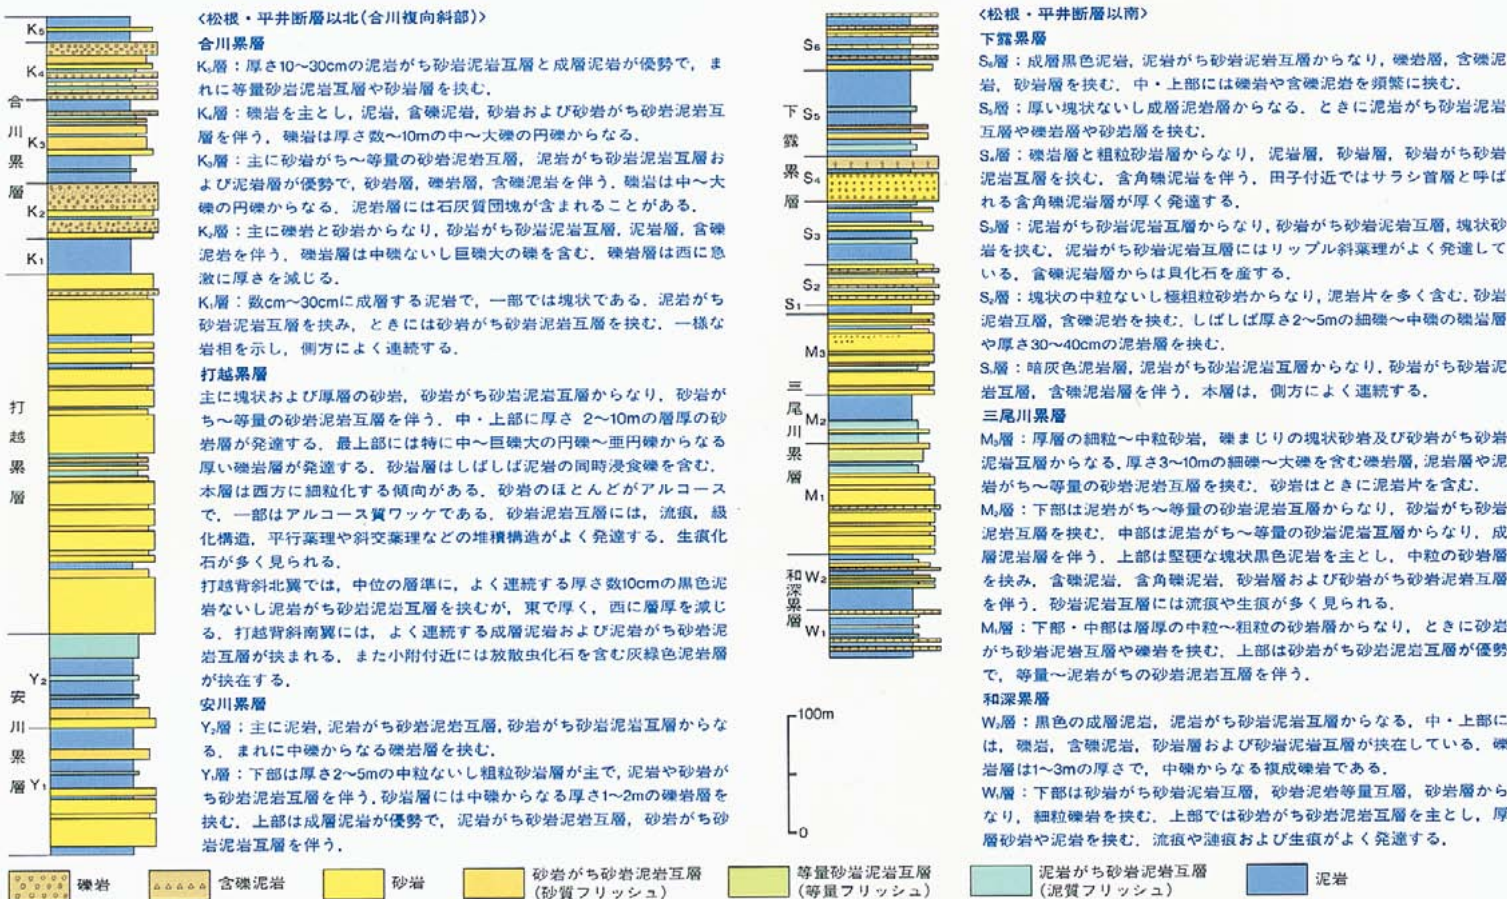 〈松根・平井断層以北(合川複向斜部)〉
合川累層
K₅層：厚さ10〜30cmの泥岩がち砂岩泥岩互層と成層泥岩が優勢で，ま
れに等量砂岩泥岩互層や砂岩層を挟む．
K₄層：礫岩を主とし，泥岩，含礫泥岩，砂岩および砂岩がち砂岩泥岩互
層を伴う．礫岩は厚さ数〜10mの中〜大礫の円礫からなる．
K₃層：主に砂岩がち〜等量の砂岩泥岩互層，泥岩がち砂岩泥岩互層お
よび泥岩層が優勢で，砂岩層，礫岩層，含礫泥岩を伴う．礫岩は中〜大
礫の円礫からなる．泥岩層には石灰質団塊が含まれることがある．
K₂層：主に礫岩と砂岩からなり，砂岩がち砂岩泥岩互層，泥岩層，含礫
泥岩を伴う．礫岩層は中礫ないし巨礫大の礫を含む．礫岩層は西に急
激に厚さを減じる．
K₁層：数cm〜30cmに成層する泥岩で，一部では塊状である．泥岩がち
砂岩泥岩互層を挟み，ときには砂岩がち砂岩泥岩互層を挟む．一様な
岩相を示し，側方によく連続する．
打越累層
主に塊状および厚層の砂岩，砂岩がち砂岩泥岩互層からなり，砂岩が
ち〜等量の砂岩泥岩互層を伴う．中・上部に厚さ 2〜10mの層厚の砂
岩層が発達する．最上部には特に中〜巨礫大の円礫〜亜円礫からなる
厚い礫岩層が発達する．砂岩層はしばしば泥岩の同時浸食礫を含む．
本層は西方に細粒化する傾向がある．砂岩のほとんどがアルコース
で，一部はアルコース質ワッケである．砂岩泥岩互層には，流痕，級
化構造，平行葉理や斜交葉理などの堆積構造がよく発達する．生痕化
石が多く見られる．
打越背斜北翼では，中位の層準に，よく連続する厚さ数10cmの黒色泥
岩ないし泥岩がち砂岩泥岩互層を挟むが，東で厚く，西に層厚を減じ
る．打越背斜南翼には，よく連続する成層泥岩および泥岩がち砂岩泥
岩互層が挟まれる．また小附付近には放散虫化石を含む灰緑色泥岩層
が挟在する．
安川累層
Y₂層：主に泥岩，泥岩がち砂岩泥岩互層，砂岩がち砂岩泥岩互層からな
る．まれに中礫からなる礫岩層を挟む．
Y₁層：下部は厚さ2〜5mの中粒ないし粗粒砂岩層が主で，泥岩や砂岩が
ち砂岩泥岩互層を伴う．砂岩層には中礫からなる厚さ1〜2mの礫岩層を
挟む．上部は成層泥岩が優勢で，泥岩がち砂岩泥岩互層，砂岩がち砂
岩泥岩互層を伴う．
K₅
K₄
K₃
K₂
K₁
合川累層
打越累層
Y₂
Y₁
安川累層
〈松根・平井断層以南〉
下露累層
S₆層：成層黒色泥岩，泥岩がち砂岩泥岩互層からなり，礫岩層，含礫泥
岩，砂岩層を挟む．中・上部には礫岩や含礫泥岩を頻繁に挟む．
S₅層：厚い塊状ないし成層泥岩層からなる．ときに泥岩がち砂岩泥岩
互層や礫岩層や砂岩層を挟む．
S₄層：礫岩層と粗粒砂岩層からなり，泥岩層，砂岩層，砂岩がち砂岩
泥岩互層を挟む．含角礫泥岩を伴う．田子付近ではサラシ首層と呼ば
れる含角礫泥岩層が厚く発達する．
S₃層：泥岩がち砂岩泥岩互層からなり，砂岩がち砂岩泥岩互層，塊状砂
岩を挟む．泥岩がち砂岩泥岩互層にはリップル斜葉理がよく発達して
いる．含礫泥岩層からは貝化石を産する．
S₂層：塊状の中粒ないし極粗粒砂岩からなり，泥岩片を多く含む．砂岩
泥岩互層，含礫泥岩を挟む．しばしば厚さ2〜5mの細礫〜中礫の礫岩層
や厚さ30〜40cmの泥岩層を挟む．
S₁層：暗灰色泥岩層，泥岩がち砂岩泥岩互層からなり，砂岩がち砂岩泥
岩互層，含礫泥岩層を伴う．本層は，側方によく連続する．
三尾川累層
M₃層：厚層の細粒〜中粒砂岩，礫まじりの塊状砂岩及び砂岩がち砂岩
泥岩互層からなる．厚さ3〜10mの細礫〜大礫を含む礫岩層，泥岩層や泥
岩がち〜等量の砂岩泥岩互層を挟む．砂岩はときに泥岩片を含む．
M₂層：下部は泥岩がち〜等量の砂岩泥岩互層からなり，砂岩がち砂岩
泥岩互層を挟む．中部は泥岩がち〜等量の砂岩泥岩互層からなり，成
層泥岩層を伴う．上部は堅硬な塊状黒色泥岩を主とし，中粒の砂岩層
を挟み，含礫泥岩，含角礫泥岩，砂岩層および砂岩がち砂岩泥岩互層
を伴う．砂岩泥岩互層には流痕や生痕が多く見られる．
M₁層：下部・中部は層厚の中粒〜粗粒の砂岩層からなり，ときに砂岩
がち砂岩泥岩互層や礫岩を挟む．上部は砂岩がち砂岩泥岩互層が優勢
で，等量〜泥岩がちの砂岩泥岩互層を伴う．
和深累層
W₂層：黒色の成層泥岩，泥岩がち砂岩泥岩互層からなる．中・上部に
は，礫岩，含礫泥岩，砂岩層および砂岩泥岩互層が挟在している．礫
岩層は1〜3mの厚さで，中礫からなる複成礫岩である．
W₁層：下部は砂岩がち砂岩泥岩互層，砂岩泥岩等量互層，砂岩層から
なり，細粒礫岩を挟む．上部では砂岩がち砂岩泥岩互層を主とし，厚
層砂岩や泥岩を挟む．流痕や漣痕および生痕がよく発達する．
S₆
S₅
S₄
S₃
S₂
S₁
下露累層
M₃
M₂
M₁
三尾川累層
W₂
W₁
和深累層
100m
0
礫岩
含礫泥岩
砂岩
砂岩がち砂岩泥岩互層
(砂質フリッシュ)
等量砂岩泥岩互層
(等量フリッシュ)
泥岩がち砂岩泥岩互層
(泥質フリッシュ)
泥岩